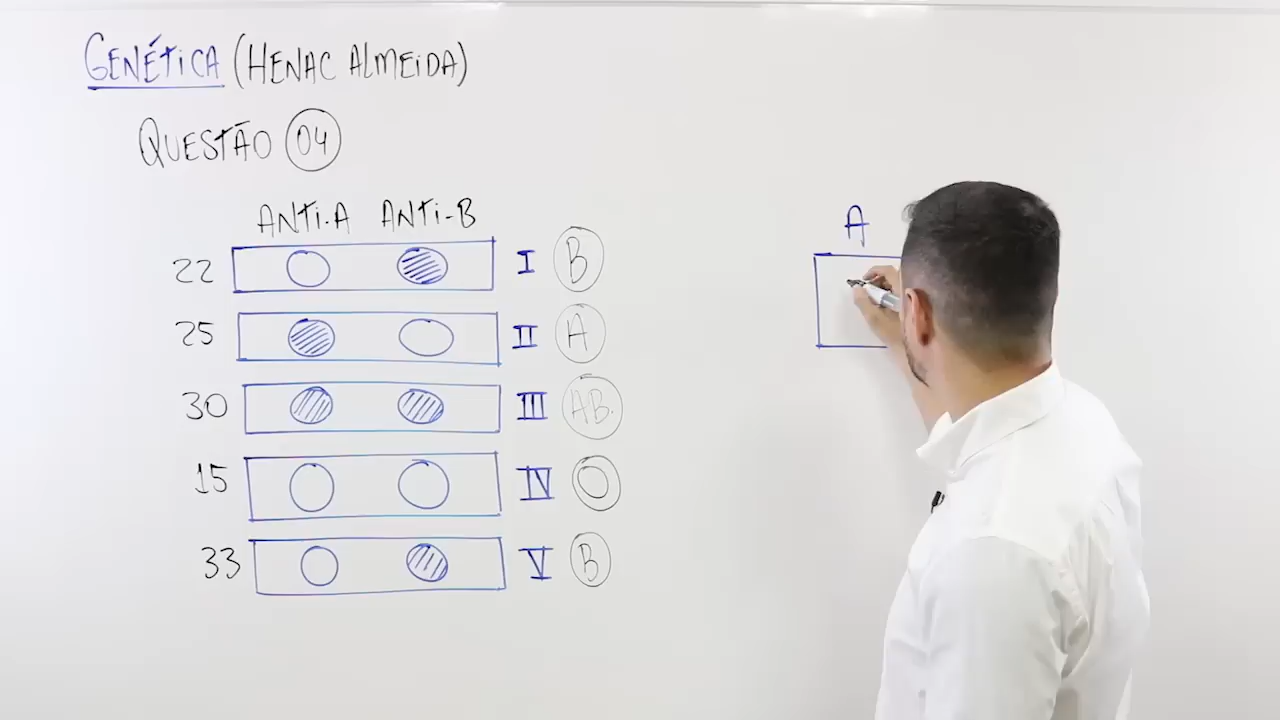 GENÉTICA (HENAC ALMEIDA)
QUESTÃO 04
ANTI-A ANTI-B
22 I B
25 II A
30 III AB
15 IV O
33 V B
A